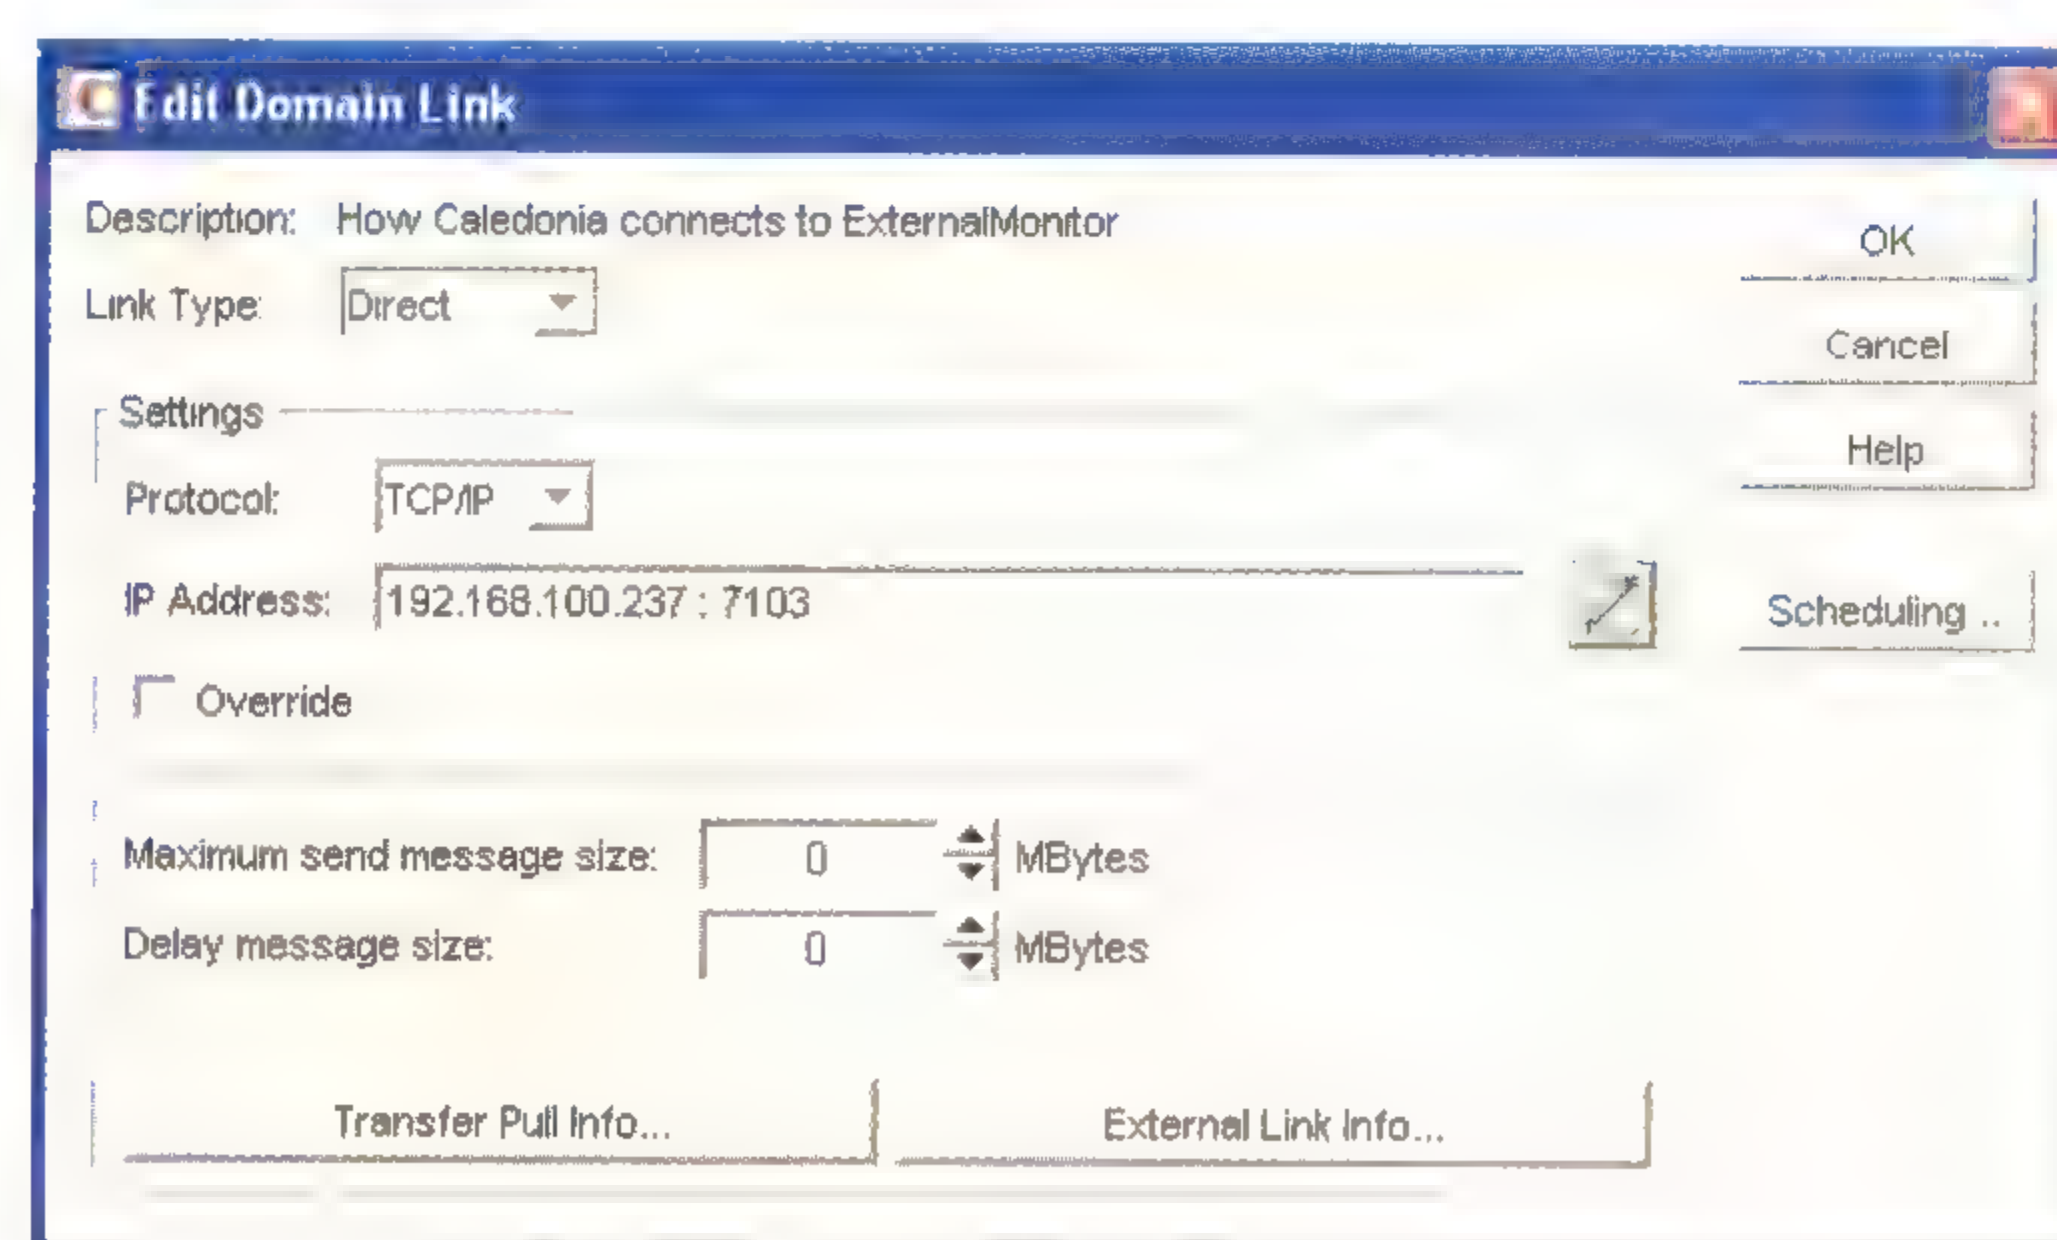 Edit Domain Link
Description: How Caledonia connects to ExternalMonitor
OK
Link Type: Direct
Cancel
Settings
Help
Protocol: TCP/IP
IP Address: 192.168.100.237 : 7103
Scheduling ..
Override
Maximum send message size: 0 MBytes
Delay message size: 0 MBytes
Transfer Pull Info... External Link Info...